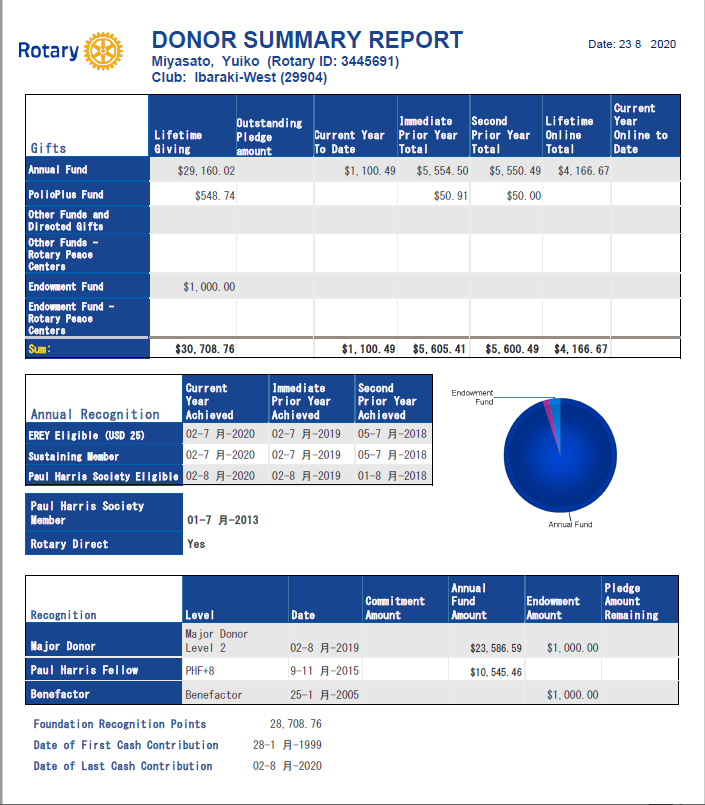 Rotary
DONOR SUMMARY REPORT
Miyasato, Yuiko (Rotary ID: 3445691)
Club: Ibaraki-West (29904)
Date: 23 8 2020
Gifts Lifetime Giving Outstanding Pledge amount Current Year To Date Immediate Prior Year Total Second Prior Year Total Lifetime Online Total Current Year Online to Date
Annual Fund $29,160.02 $1,100.49 $5,554.50 $5,550.49 $4,166.67
PolioPlus Fund $548.74 $50.91 $50.00
Other Funds and
Directed Gifts
Other Funds -
Rotary Peace
Centers
Endowment Fund $1,000.00
Endowment Fund -
Rotary Peace
Centers
Sum: $30,708.76 $1,100.49 $5,605.41 $5,600.49 $4,166.67
Annual Recognition Current Year Achieved Immediate Prior Year Achieved Second Prior Year Achieved
EREY Eligible (USD 25) 02-7 月-2020 02-7 月-2019 05-7 月-2018
Sustaining Member 02-7 月-2020 02-7 月-2019 05-7 月-2018
Paul Harris Society Eligible 02-8 月-2020 02-8 月-2019 01-8 月-2018
Endowment
Fund
Annual Fund
Paul Harris Society
Member 01-7 月-2013
Rotary Direct Yes
Recognition Level Date Commitment Amount Annual Fund Amount Endowment Amount Pledge Amount Remaining
Major Donor Major Donor Level 2 02-8 月-2019 $23,586.59 $1,000.00
Paul Harris Fellow PHF+8 9-11 月-2015 $10,545.46
Benefactor Benefactor 25-1 月-2005 $1,000.00
Foundation Recognition Points 28,708.76
Date of First Cash Contribution 28-1 月-1999
Date of Last Cash Contribution 02-8 月-2020